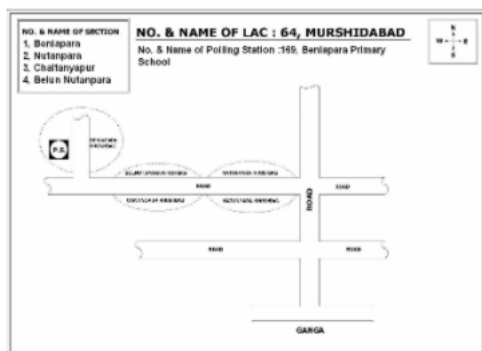 NO. & NAME OF SECTION
1, Beniapara
2, Nutanpara
3, Chaitanyapur
4, Belun Nutanpara
NO. & NAME OF LAC : 64, MURSHIDABAD
No. & Name of Polling Station :169, Beniapara Primary
School
N
W E
S
P.S.
ROAD
ROAD
ROAD
ROAD
ROAD
GANGA